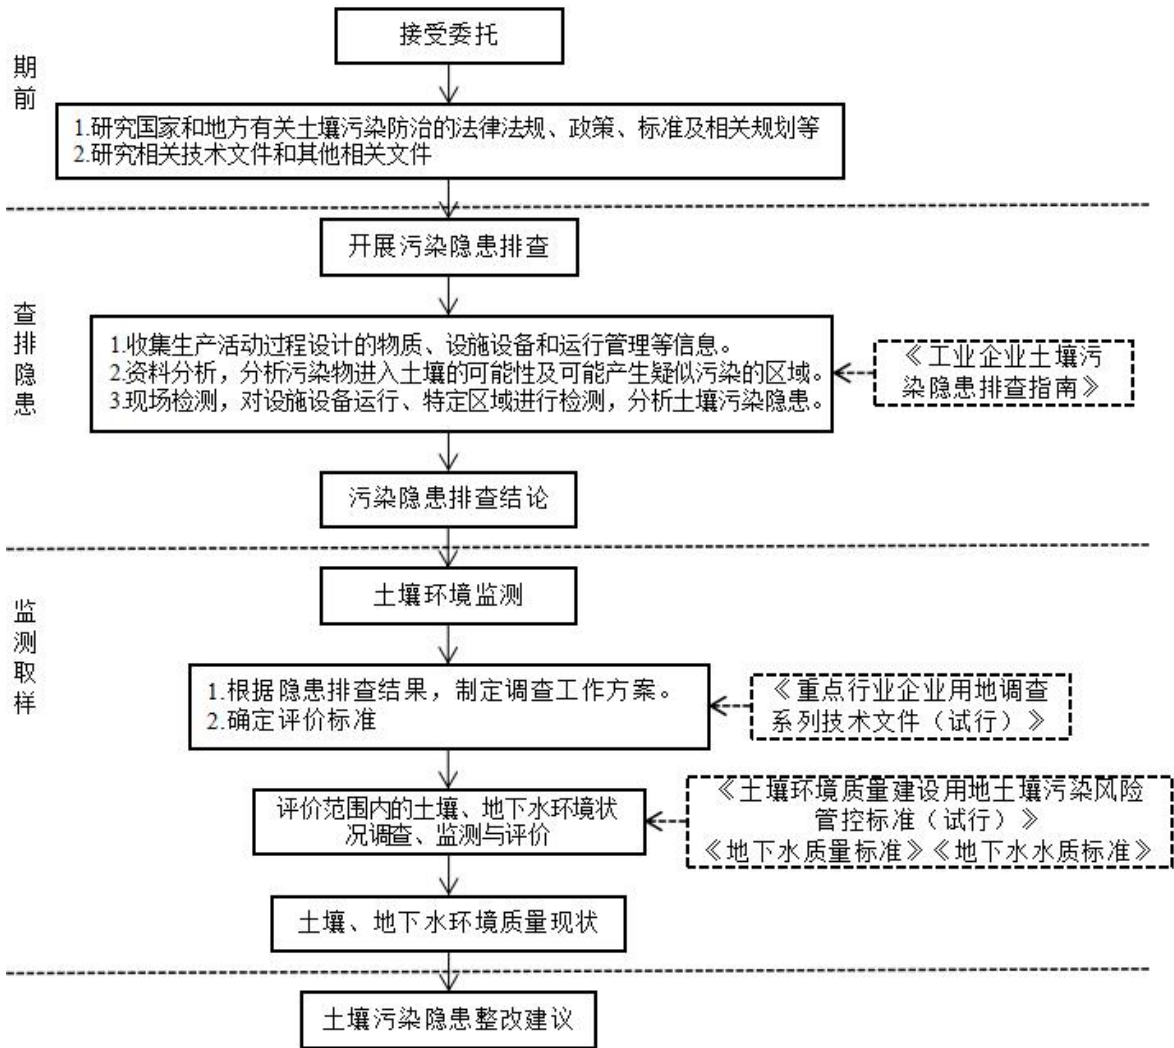 接受委托
期
前
1.研究国家和地方有关土壤污染防治的法律法规、政策、标准及相关规划等
2.研究相关技术文件和其他相关文件
开展污染隐患排查
查
排
隐
患
1.收集生产活动过程设计的物质、设施设备和运行管理等信息。
2.资料分析，分析污染物进入土壤的可能性及可能产生疑似污染的区域。
3.现场检测，对设施设备运行、特定区域进行检测，分析土壤污染隐患。
《工业企业土壤污
染隐患排查指南》
污染隐患排查结论
土壤环境监测
监
测
取
样
1.根据隐患排查结果，制定调查工作方案。
2.确定评价标准
《重点行业企业用地调查
系列技术文件（试行）》
评价范围内的土壤、地下水环境状
况调查、监测与评价
《土壤环境质量建设用地土壤污染风险
管控标准（试行）》
《地下水质量标准》《地下水水质标准》
土壤、地下水环境质量现状
土壤污染隐患整改建议